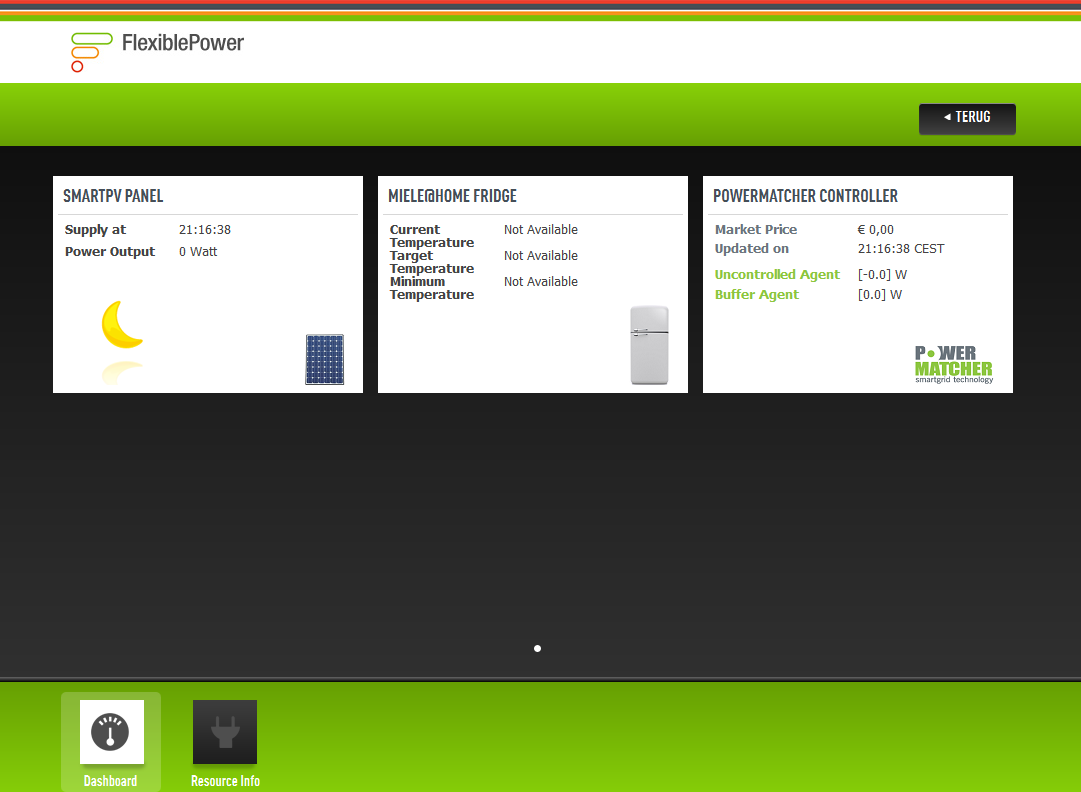 FlexiblePower
◄ TERUG
SMARTPV PANEL
Supply at 21:16:38
Power Output 0 Watt
MIELE@HOME FRIDGE
Current Temperature Not Available
Target Temperature Not Available
Minimum Temperature Not Available
POWERMATCHER CONTROLLER
Market Price € 0,00
Updated on 21:16:38 CEST
Uncontrolled Agent [-0.0] W
Buffer Agent [0.0] W
POWER
MATCHER
smartgrid technology
Dashboard
Resource Info